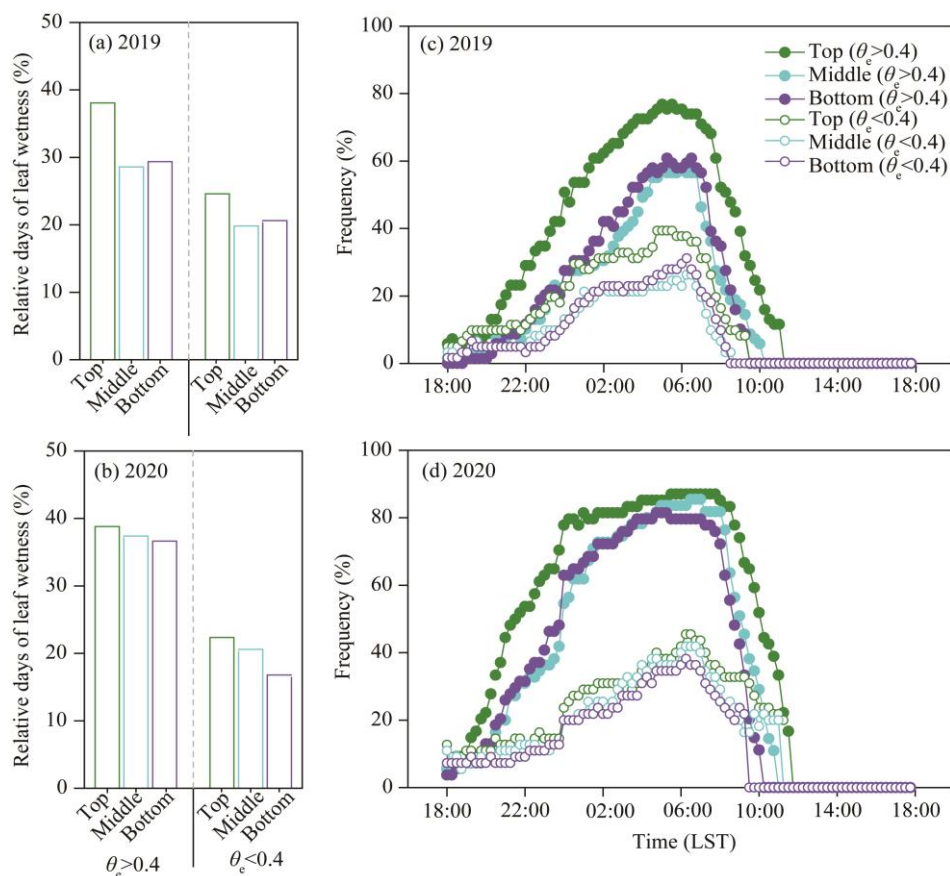 (a) 2019
Relative days of leaf wetness (%)
50
40
30
20
10
0
Top
Middle
Bottom
Top
Middle
Bottom
(c) 2019
Top (θe>0.4)
Middle (θe>0.4)
Bottom (θe>0.4)
Top (θe<0.4)
Middle (θe<0.4)
Bottom (θe<0.4)
Frequency (%)
100
80
60
40
20
0
18:00 22:00 02:00 06:00 10:00 14:00 18:00
(b) 2020
Relative days of leaf wetness (%)
50
40
30
20
10
0
Top
Middle
Bottom
Top
Middle
Bottom
θe>0.4 θe<0.4
(d) 2020
Frequency (%)
100
80
60
40
20
0
18:00 22:00 02:00 06:00 10:00 14:00 18:00
Time (LST)